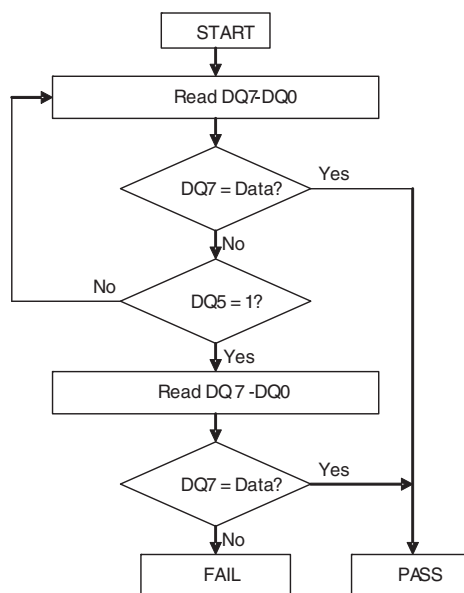 START
Read DQ7-DQ0
DQ7 = Data?
Yes
No
No
DQ5 = 1?
Yes
Read DQ 7 -DQ0
DQ7 = Data?
Yes
No
FAIL
PASS